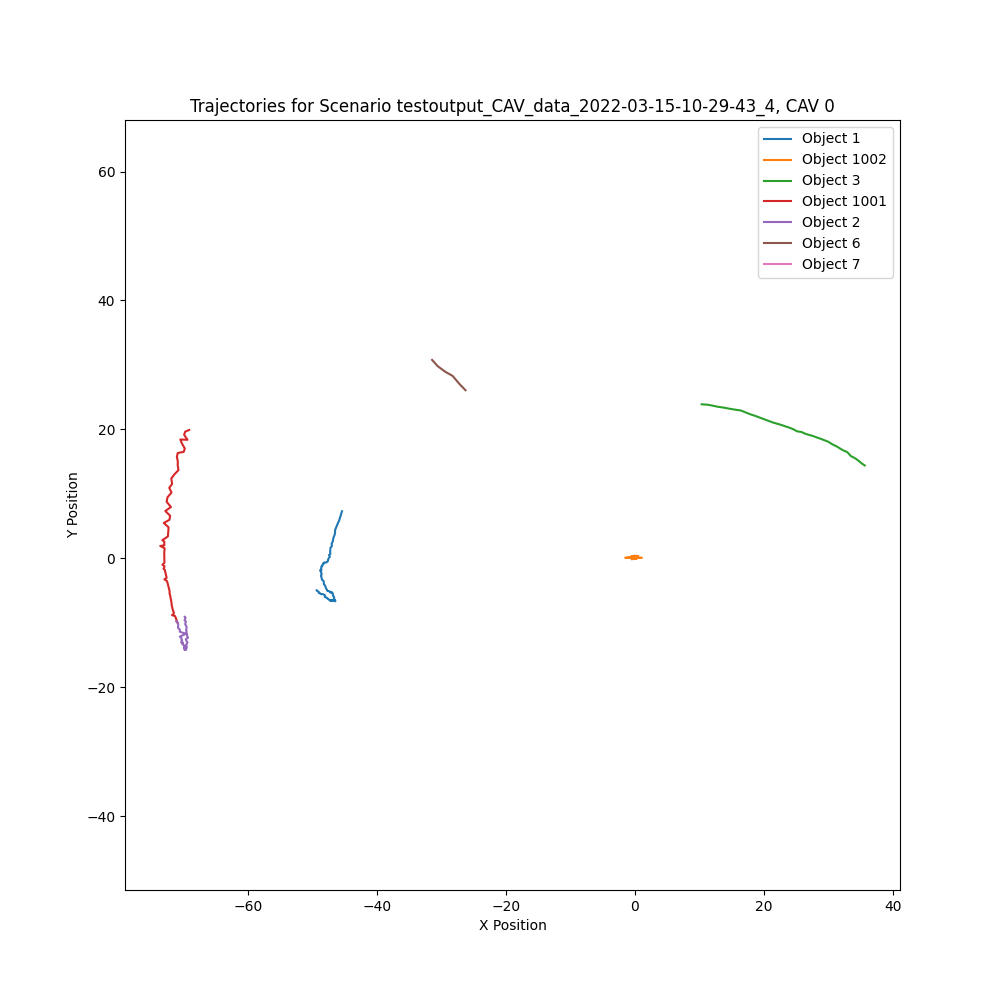 Trajectories for Scenario testoutput_CAV_data_2022-03-15-10-29-43_4, CAV 0
Object 1
Object 1002
Object 3
Object 1001
Object 2
Object 6
Object 7
60
40
20
0
−20
−40
Y Position
−60
−40
−20
0
20
40
X Position